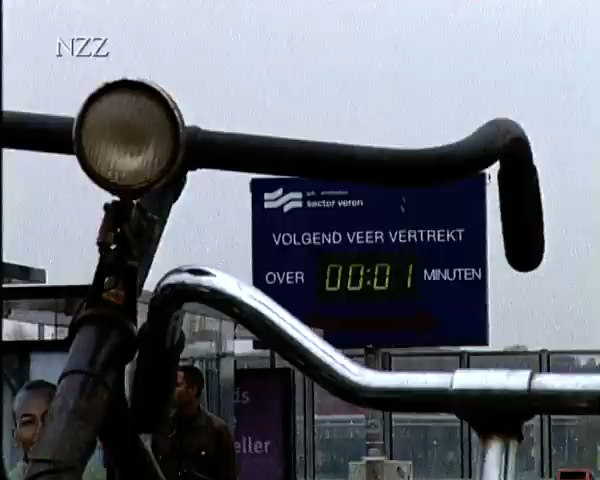 NZZ
sector veren
VOLGEND VEER VERTREKT
OVER 00:01 MINUTEN
eller